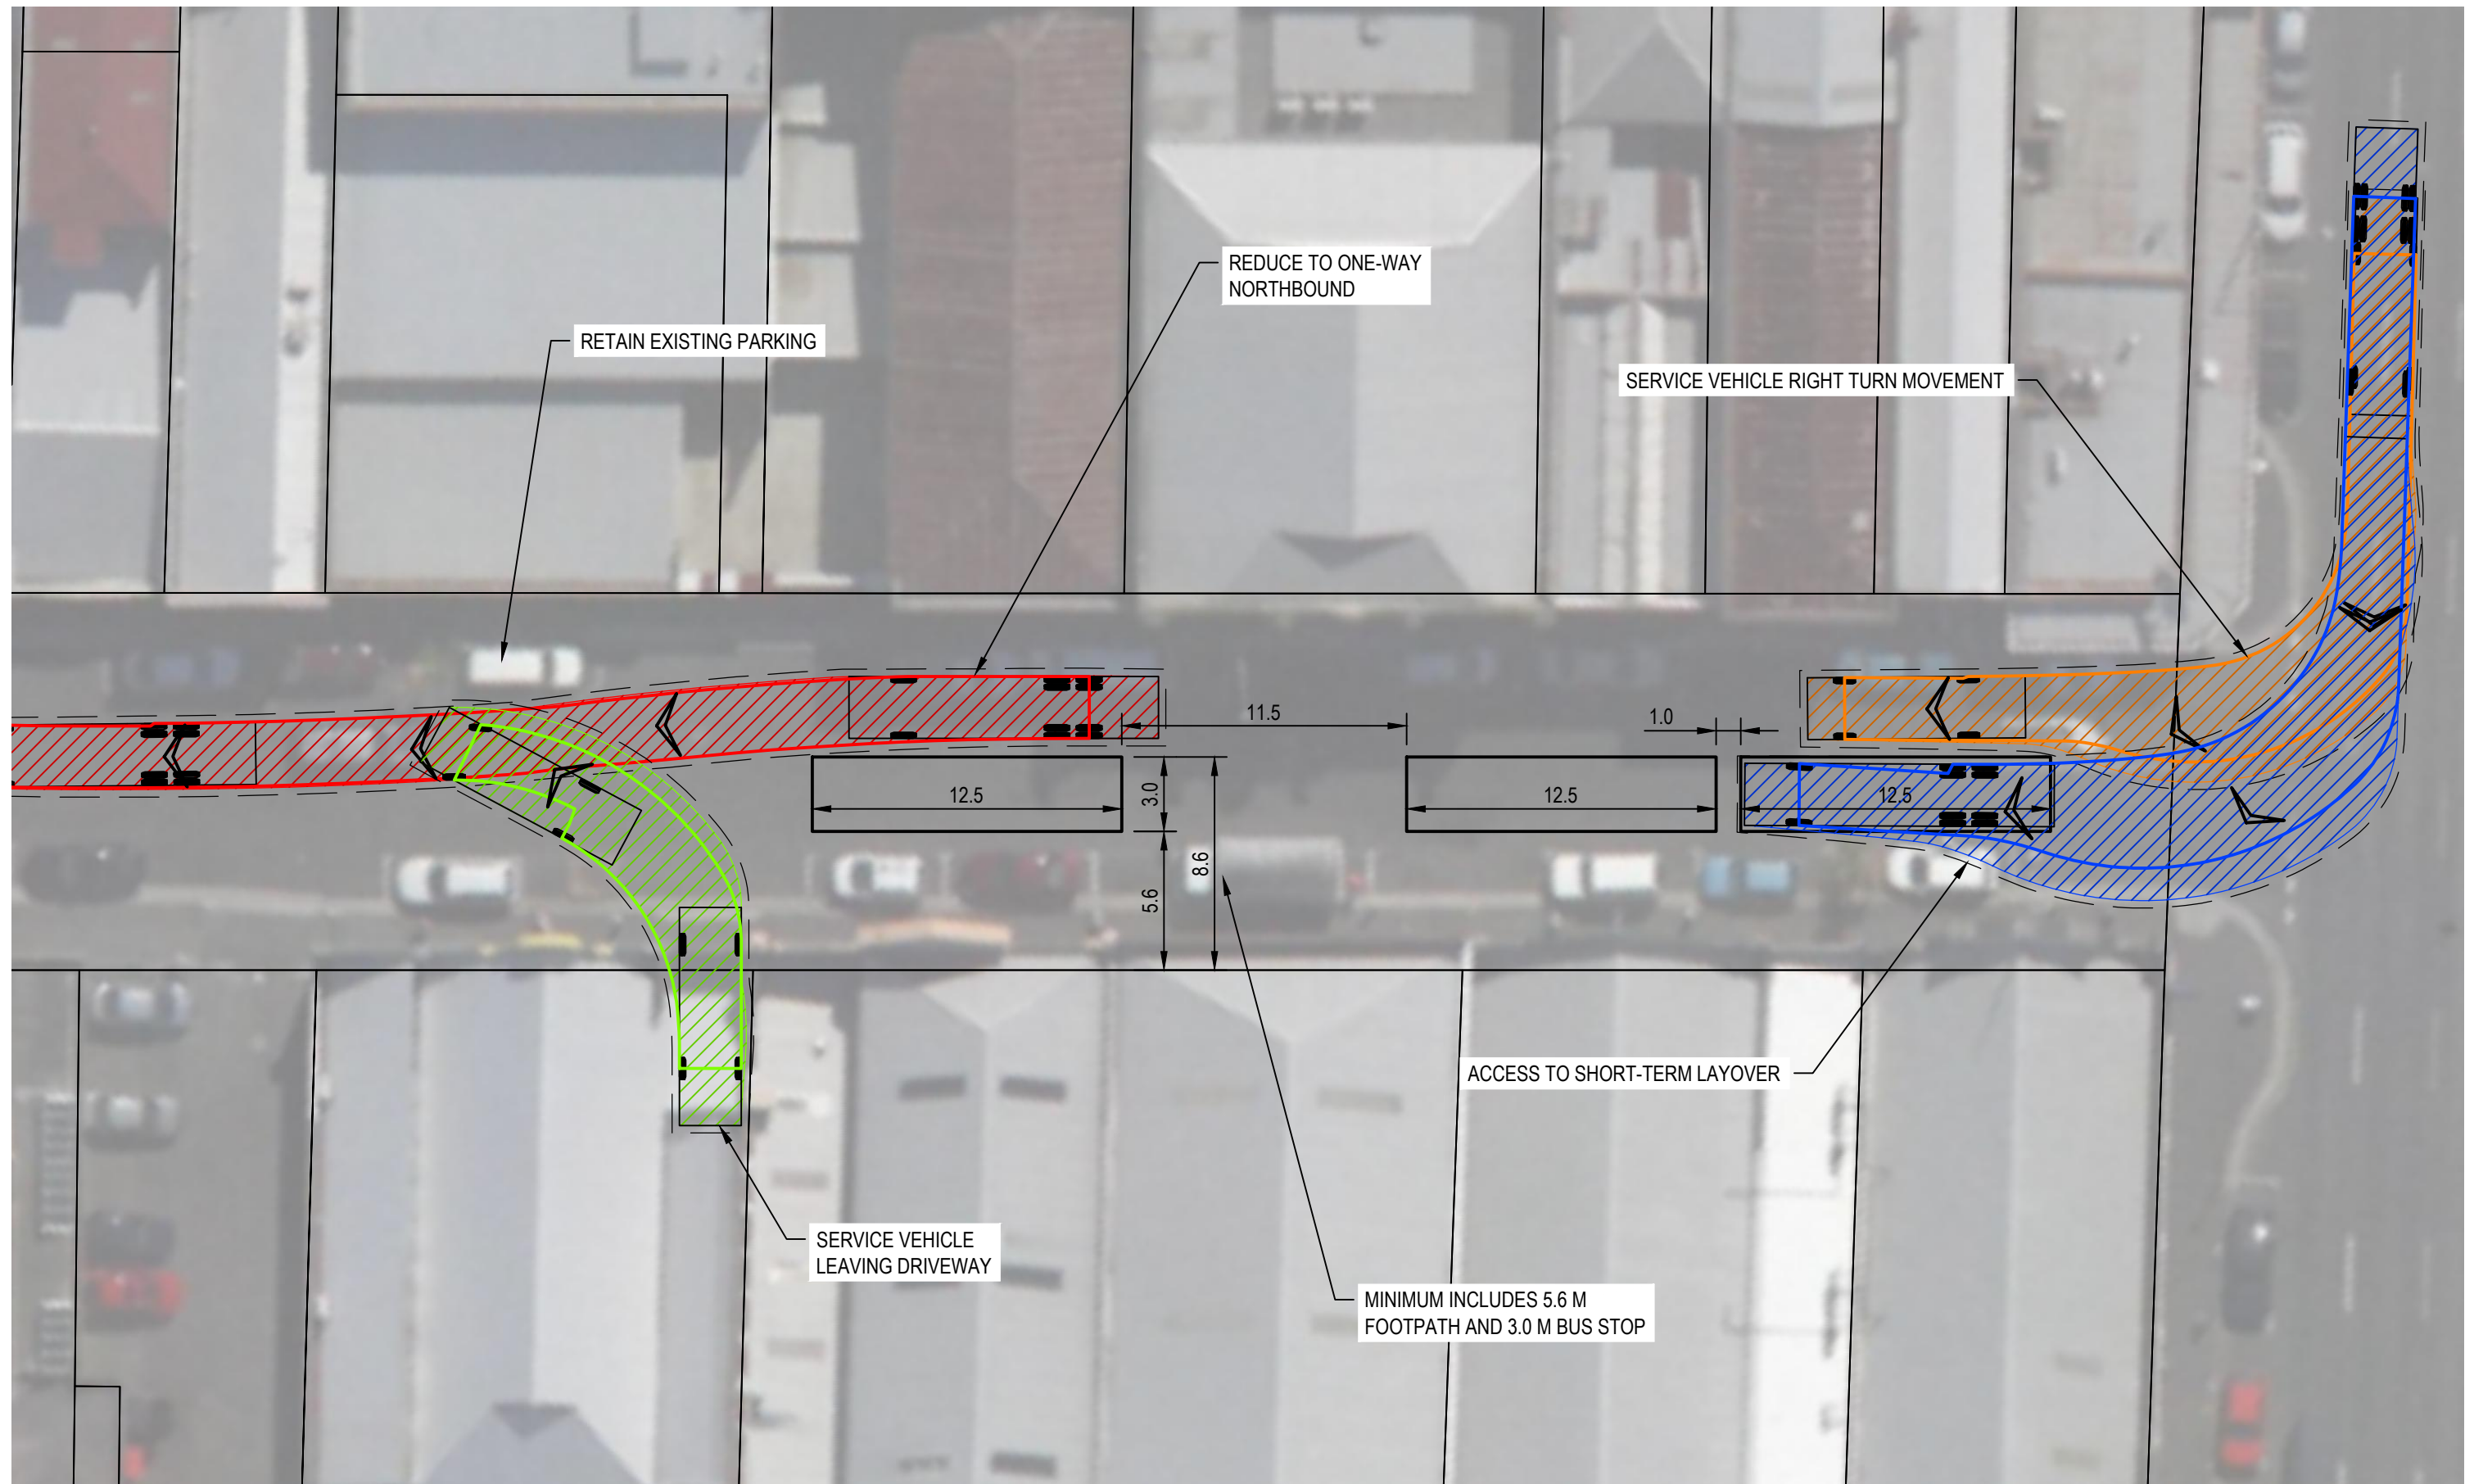 REDUCE TO ONE-WAY
NORTHBOUND
RETAIN EXISTING PARKING
SERVICE VEHICLE RIGHT TURN MOVEMENT
11.5
1.0
12.5
3.0
8.6
5.6
12.5
12.5
ACCESS TO SHORT-TERM LAYOVER
SERVICE VEHICLE
LEAVING DRIVEWAY
MINIMUM INCLUDES 5.6 M
FOOTPATH AND 3.0 M BUS STOP